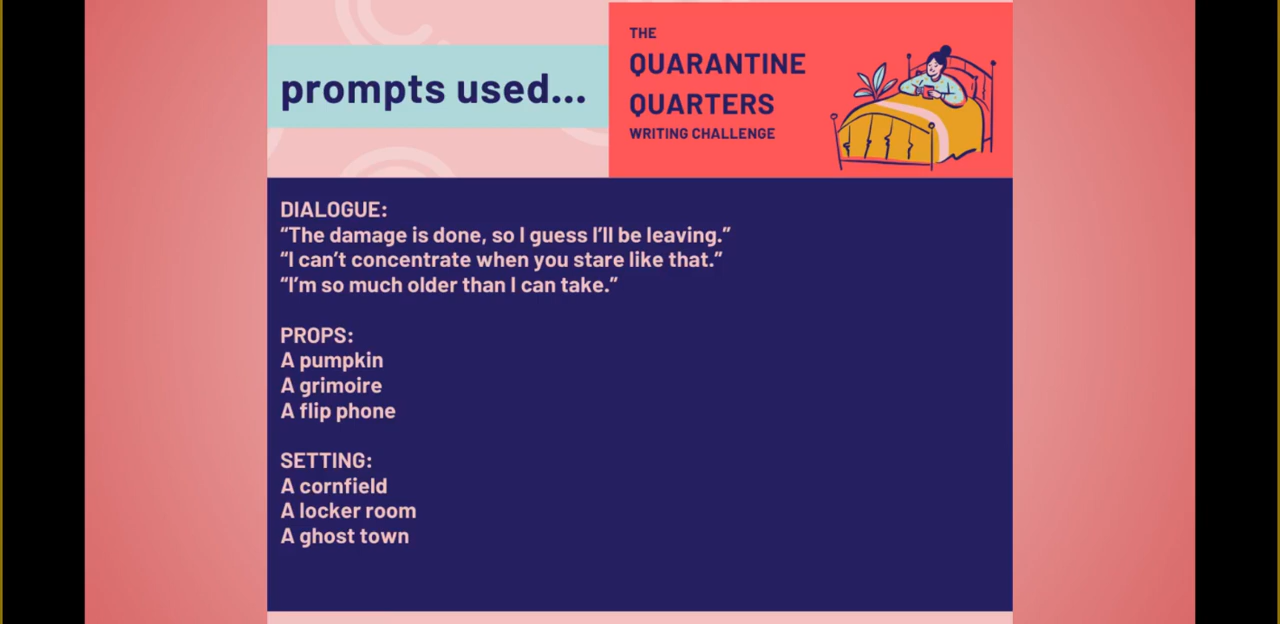 prompts used...
THE
QUARANTINE
QUARTERS
WRITING CHALLENGE
DIALOGUE:
“The damage is done, so I guess I’ll be leaving.”
“I can’t concentrate when you stare like that.”
“I’m so much older than I can take.”
PROPS:
A pumpkin
A grimoire
A flip phone
SETTING:
A cornfield
A locker room
A ghost town